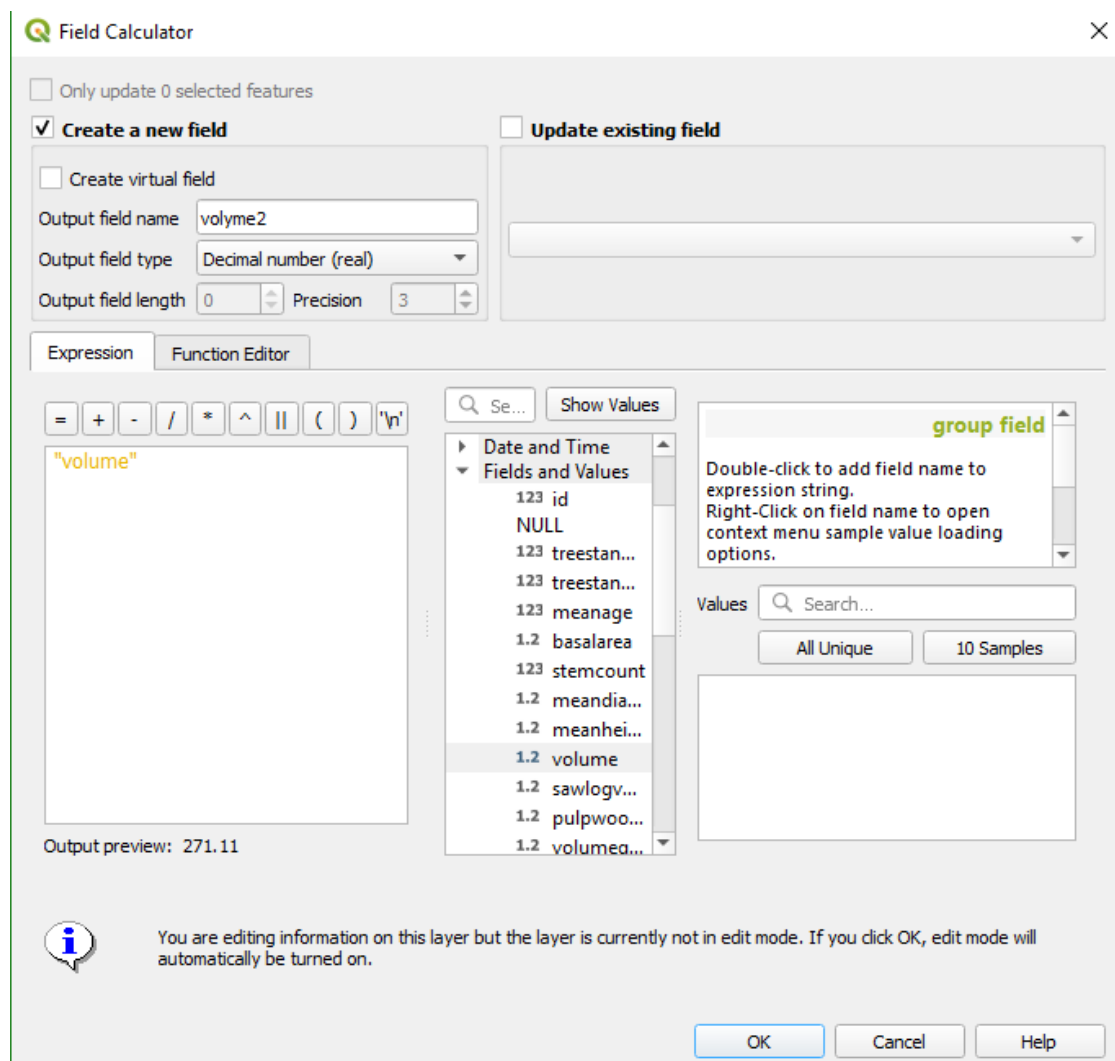 Field Calculator
Only update 0 selected features
Create a new field
Update existing field
Create virtual field
Output field name volyme2
Output field type Decimal number (real)
Output field length 0 Precision 3
Expression Function Editor
= + - / * ^ || ( ) '\n'
Se... Show Values
"volume"
Date and Time
Fields and Values
123 id
NULL
123 treestan...
123 treestan...
123 meanage
1.2 basalarea
123 stemcount
1.2 meandia...
1.2 meanhei...
1.2 volume
1.2 sawlogv...
1.2 pulpwoo...
1.2 volumeg...
group field
Double-click to add field name to
expression string.
Right-Click on field name to open
context menu sample value loading
options.
Values Search...
All Unique 10 Samples
Output preview: 271.11
You are editing information on this layer but the layer is currently not in edit mode. If you click OK, edit mode will
automatically be turned on.
OK Cancel Help